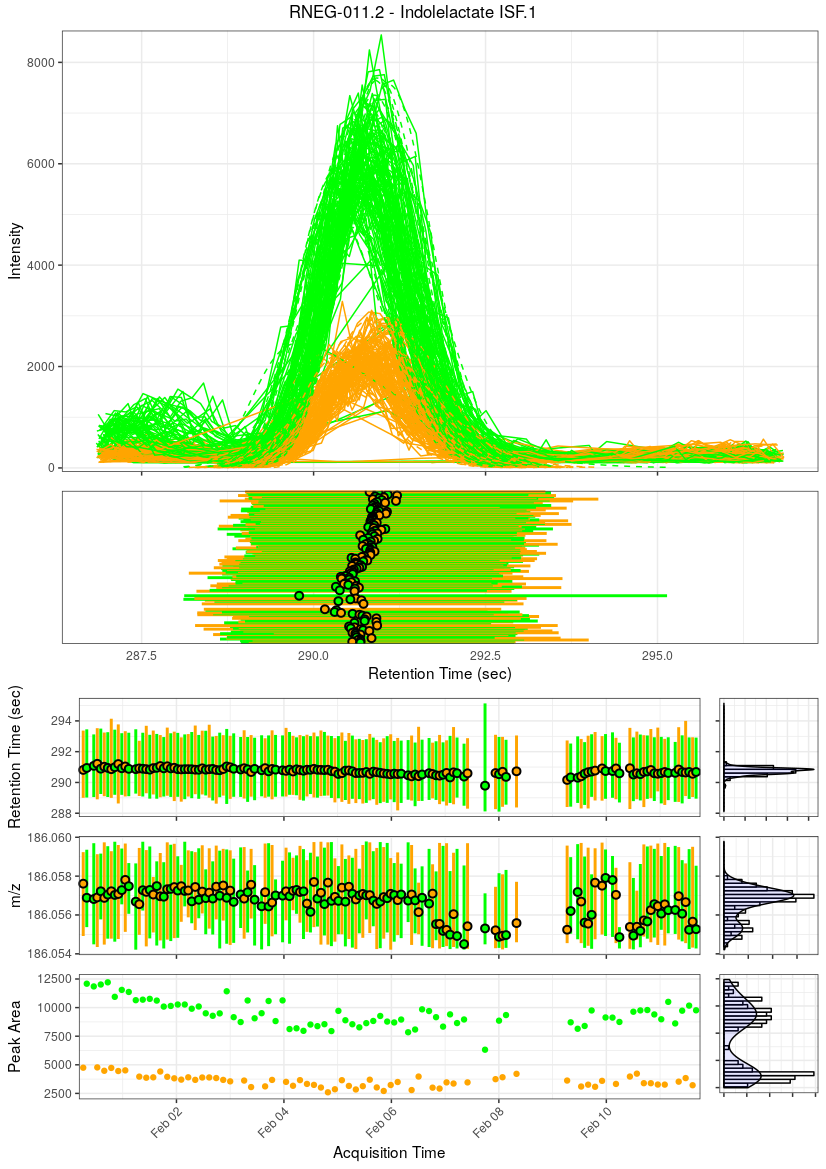 RNEG-011.2 - Indolelactate ISF.1
8000
6000
4000
2000
0
Intensity
287.5 290.0 292.5 295.0
Retention Time (sec)
294
292
290
288
Retention Time (sec)
186.060
186.058
186.056
186.054
m/z
12500
10000
7500
5000
2500
Peak Area
Feb 02 Feb 04 Feb 06 Feb 08 Feb 10
Acquisition Time